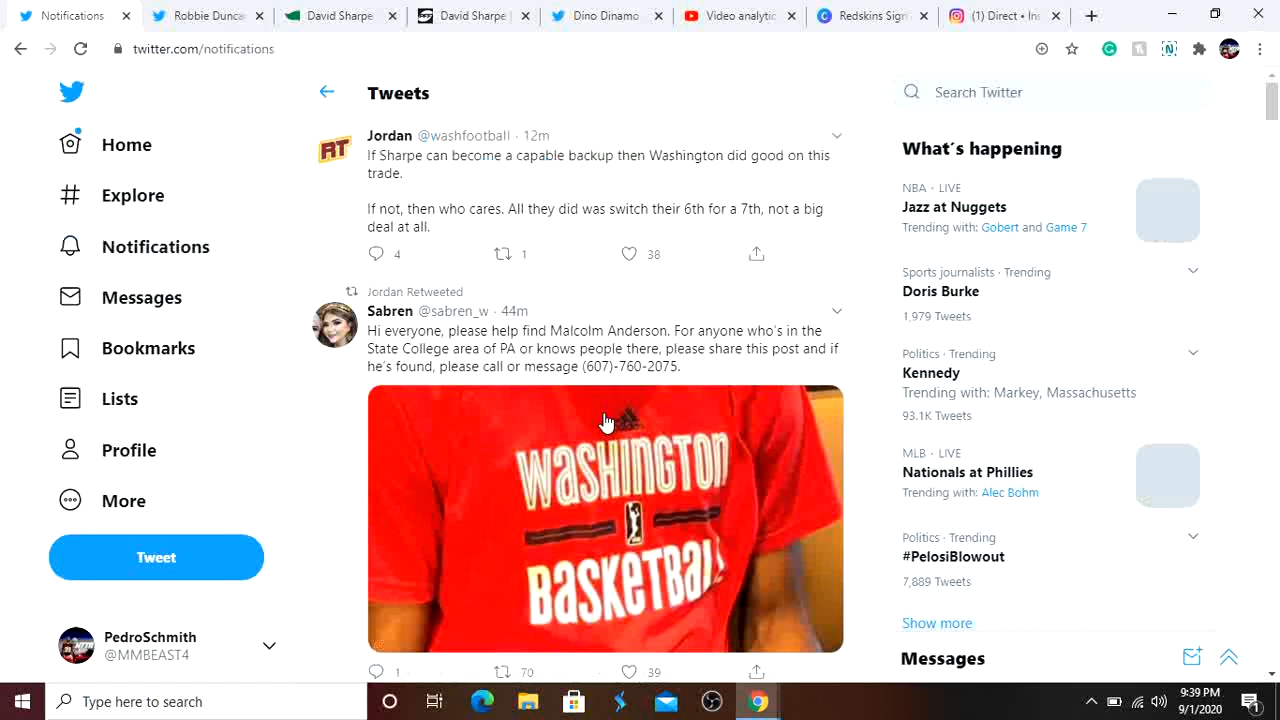 Notifications
Robbie Dunca
David Sharpe
David Sharpe
Dino Dinamo
Video analytic
Redskins Sign
(1) Direct • Ins
twitter.com/notifications
Tweets
Search Twitter
Home
Explore
Notifications
Messages
Bookmarks
Lists
Profile
More
Tweet
PedroSchmith
@MMBEAST4
RT
Jordan @washfootball · 12m
If Sharpe can become a capable backup then Washington did good on this
trade.
If not, then who cares. All they did was switch their 6th for a 7th, not a big
deal at all.
4 1 38
Jordan Retweeted
Sabren @sabren_w · 44m
Hi everyone, please help find Malcolm Anderson. For anyone who's in the
State College area of PA or knows people there, please share this post and if
he's found, please call or message (607)-760-2075.
WASHINGTON
BASKETBALL
1 70 39
What's happening
NBA · LIVE
Jazz at Nuggets
Trending with: Gobert and Game 7
Sports journalists · Trending
Doris Burke
1,979 Tweets
Politics · Trending
Kennedy
Trending with: Markey, Massachusetts
93.1K Tweets
MLB · LIVE
Nationals at Phillies
Trending with: Alec Bohm
Politics · Trending
#PelosiBlowout
7,889 Tweets
Show more
Messages
Type here to search
9:39 PM
9/1/2020